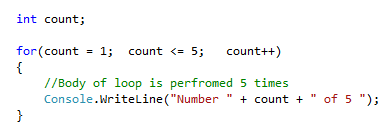 int count;
for(count = 1;  count <= 5;   count++)
{
//Body of loop is perfromed 5 times
Console.WriteLine("Number " + count + " of 5 ");
}